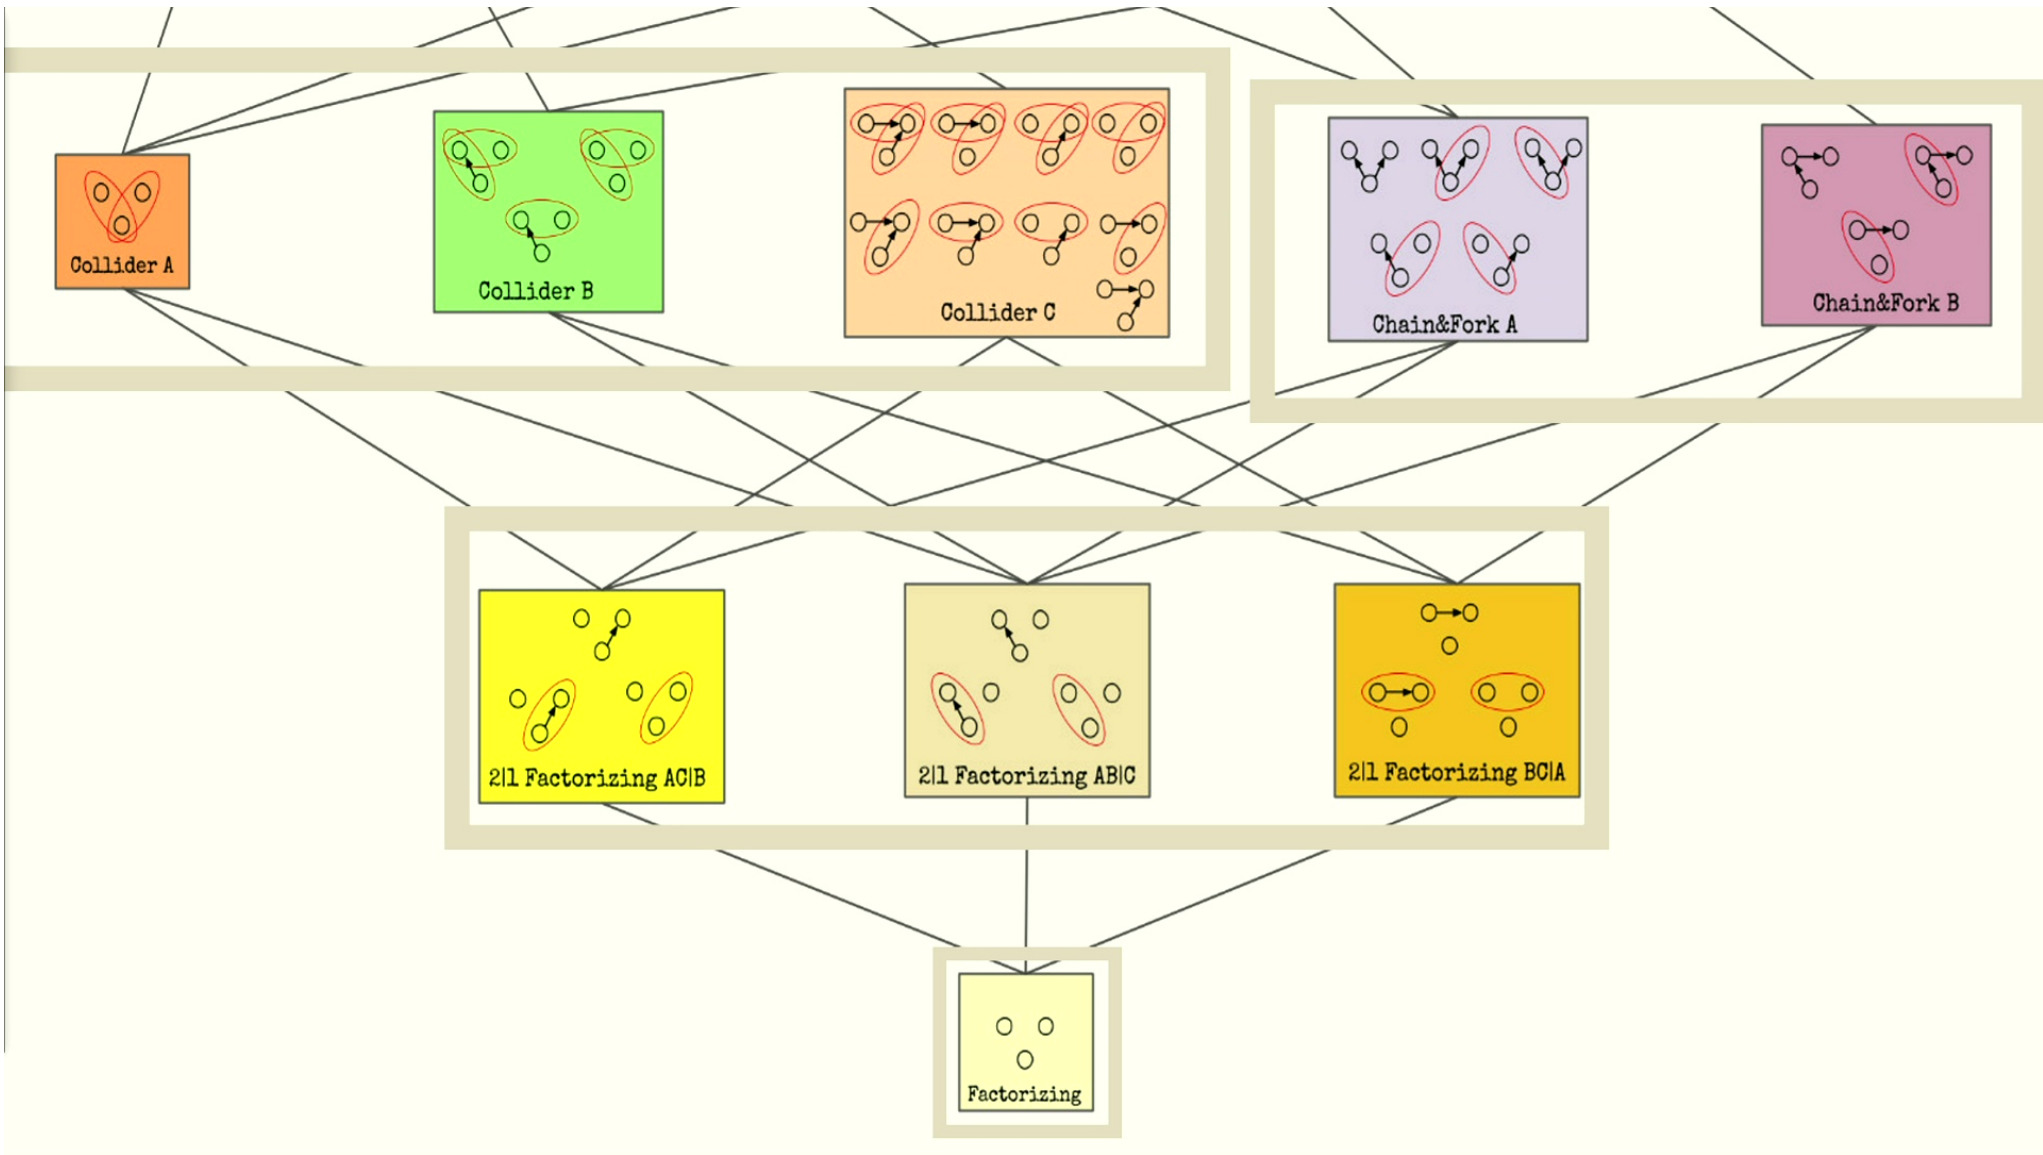 Collider A
Collider B
Collider C
Chain&Fork A
Chain&Fork B
2|1 Factorizing AC|B
2|1 Factorizing AB|C
2|1 Factorizing BC|A
Factorizing